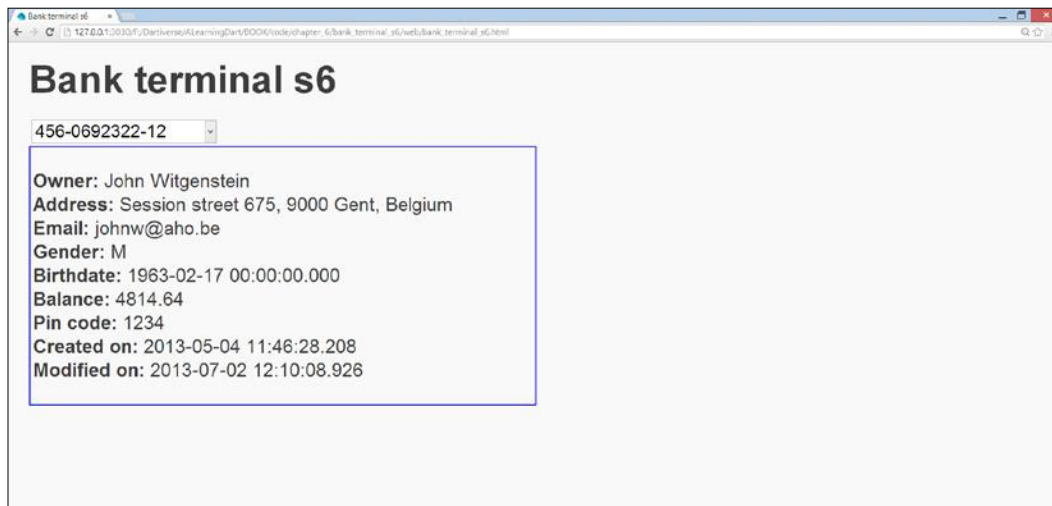 Bank terminal s6
127.0.0.1:3030/F:/Dartiverse/ALearningDart/BOOK/code/chapter_6/bank_terminal_s6/web/bank_terminal_s6.html
Bank terminal s6
456-0692322-12
Owner: John Witgenstein
Address: Session street 675, 9000 Gent, Belgium
Email: johnw@aho.be
Gender: M
Birthdate: 1963-02-17 00:00:00.000
Balance: 4814.64
Pin code: 1234
Created on: 2013-05-04 11:46:28.208
Modified on: 2013-07-02 12:10:08.926